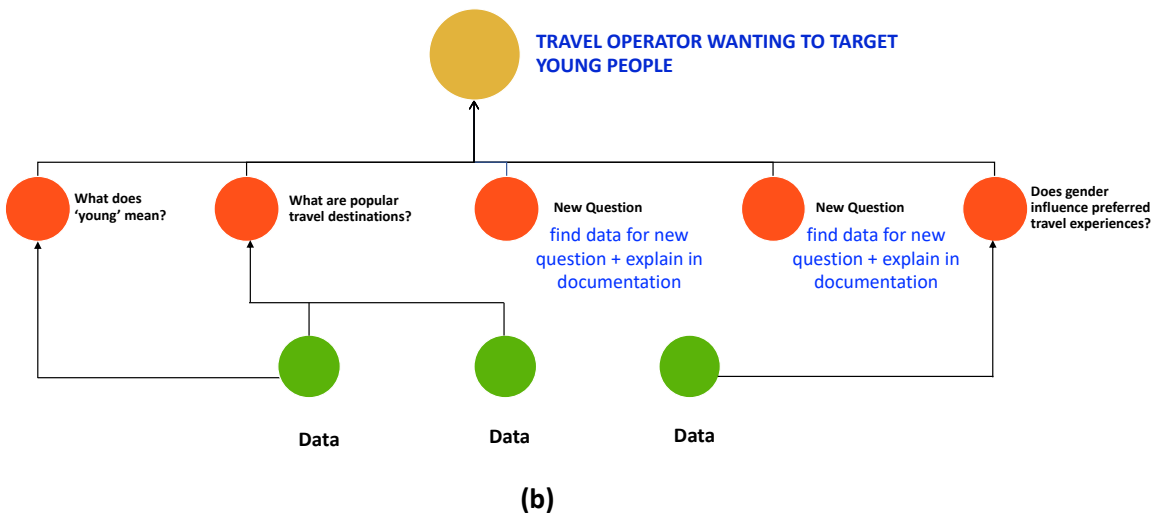 TRAVEL OPERATOR WANTING TO TARGET
YOUNG PEOPLE
What does
‘young’ mean?
What are popular
travel destinations?
New Question
find data for new
question + explain in
documentation
New Question
find data for new
question + explain in
documentation
Does gender
influence preferred
travel experiences?
Data
Data
Data
(b)